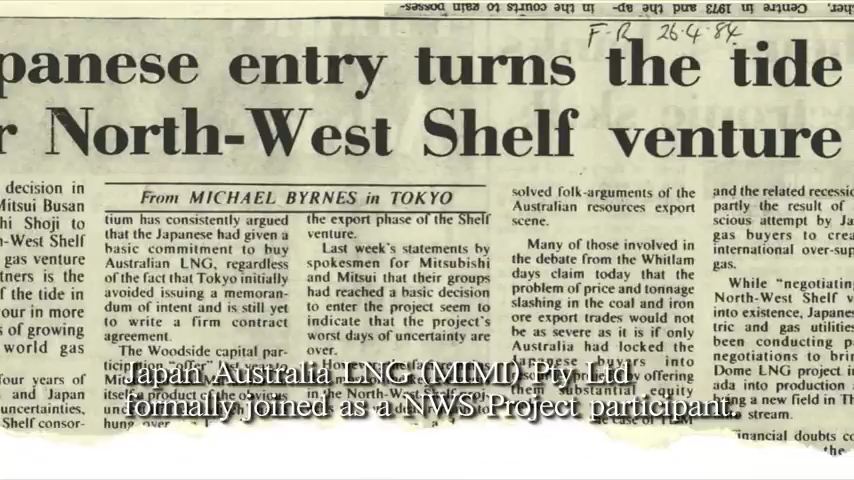 F-R 26.4.84
panese entry turns the tide
r North-West Shelf venture
decision in
Mitsui Busan
hi Shoji to
h-West Shelf
gas venture
tners is the
f the tide in
our in more
s of growing
world gas
four years of
and Japan
uncertainties,
Shelf consor-
From MICHAEL BYRNES in TOKYO
tium has consistently argued
that the Japanese had given a
basic commitment to buy
Australian LNG, regardless
of the fact that Tokyo initially
avoided issuing a memoran-
dum of intent and is still yet
to write a firm contract
agreement.
The Woodside capital par-
the export phase of the Shelf
venture.
Last week's statements by
spokesmen for Mitsubishi
and Mitsui that their groups
had reached a basic decision
to enter the project seem to
indicate that the project's
worst days of uncertainty are
over.
solved folk-arguments of the
Australian resources export
scene.
Many of those involved in
the debate from the Whitlam
days claim today that the
problem of price and tonnage
slashing in the coal and iron
ore export trades would not
be as severe as it is if only
Australia had locked the
Japanese buyers into
by offering
them substantial equity
and the related recessio
partly the result of
scious attempt by Ja
gas buyers to crea
international over-sup
gas.
While "negotiating
North-West Shelf v
into existence, Japanes
tric and gas utilities
been conducting pa
negotiations to brin
Dome LNG project in
ada into production
a new field in Th
stream.
inancial doubts co
the
Japan Australia LNG (MIMI) Pty Ltd
formally joined as a NWS Project participant.